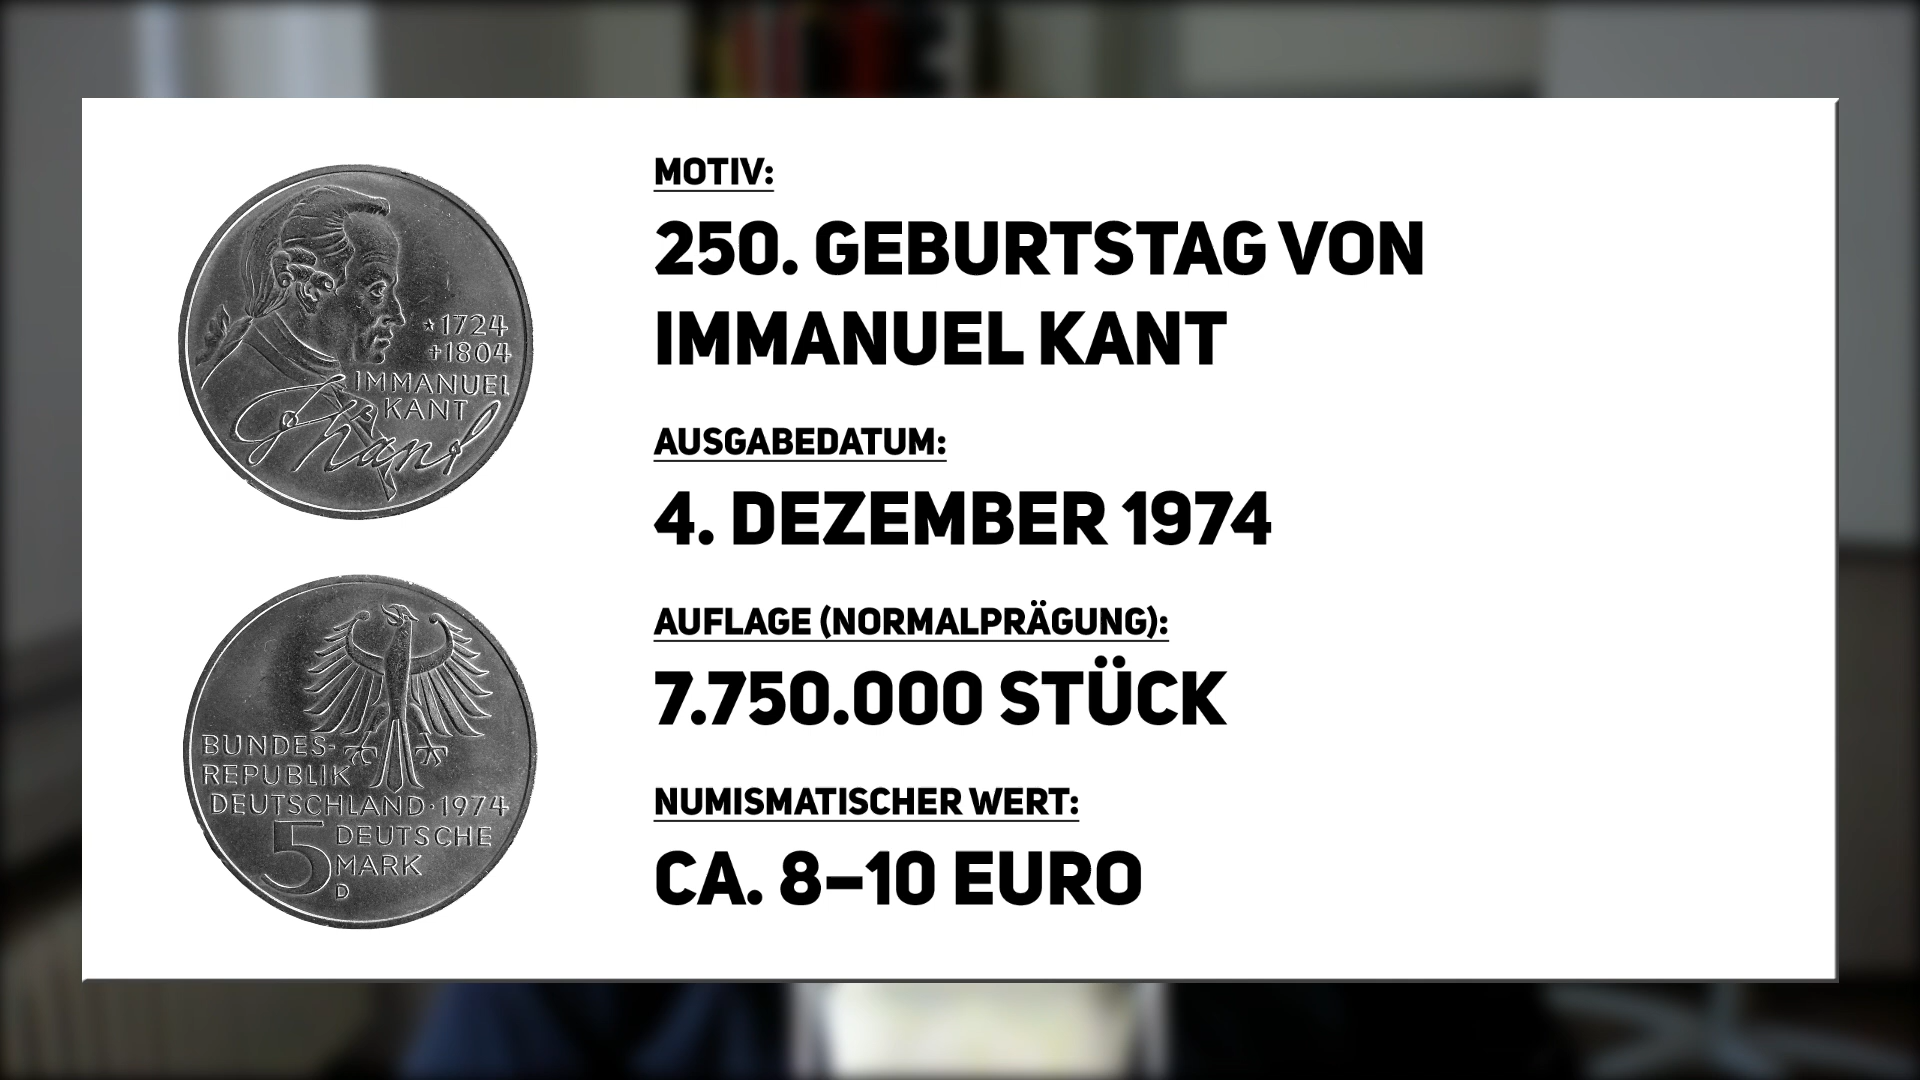 MOTIV:
250. GEBURTSTAG VON
IMMANUEL KANT
AUSGABEDATUM:
4. DEZEMBER 1974
AUFLAGE (NORMALPRÄGUNG):
7.750.000 STÜCK
NUMISMATISCHER WERT:
CA. 8–10 EURO
*1724
+1804
IMMANUEL
KANT
BUNDES-
REPUBLIK
DEUTSCHLAND·1974
5 DEUTSCHE
MARK
D